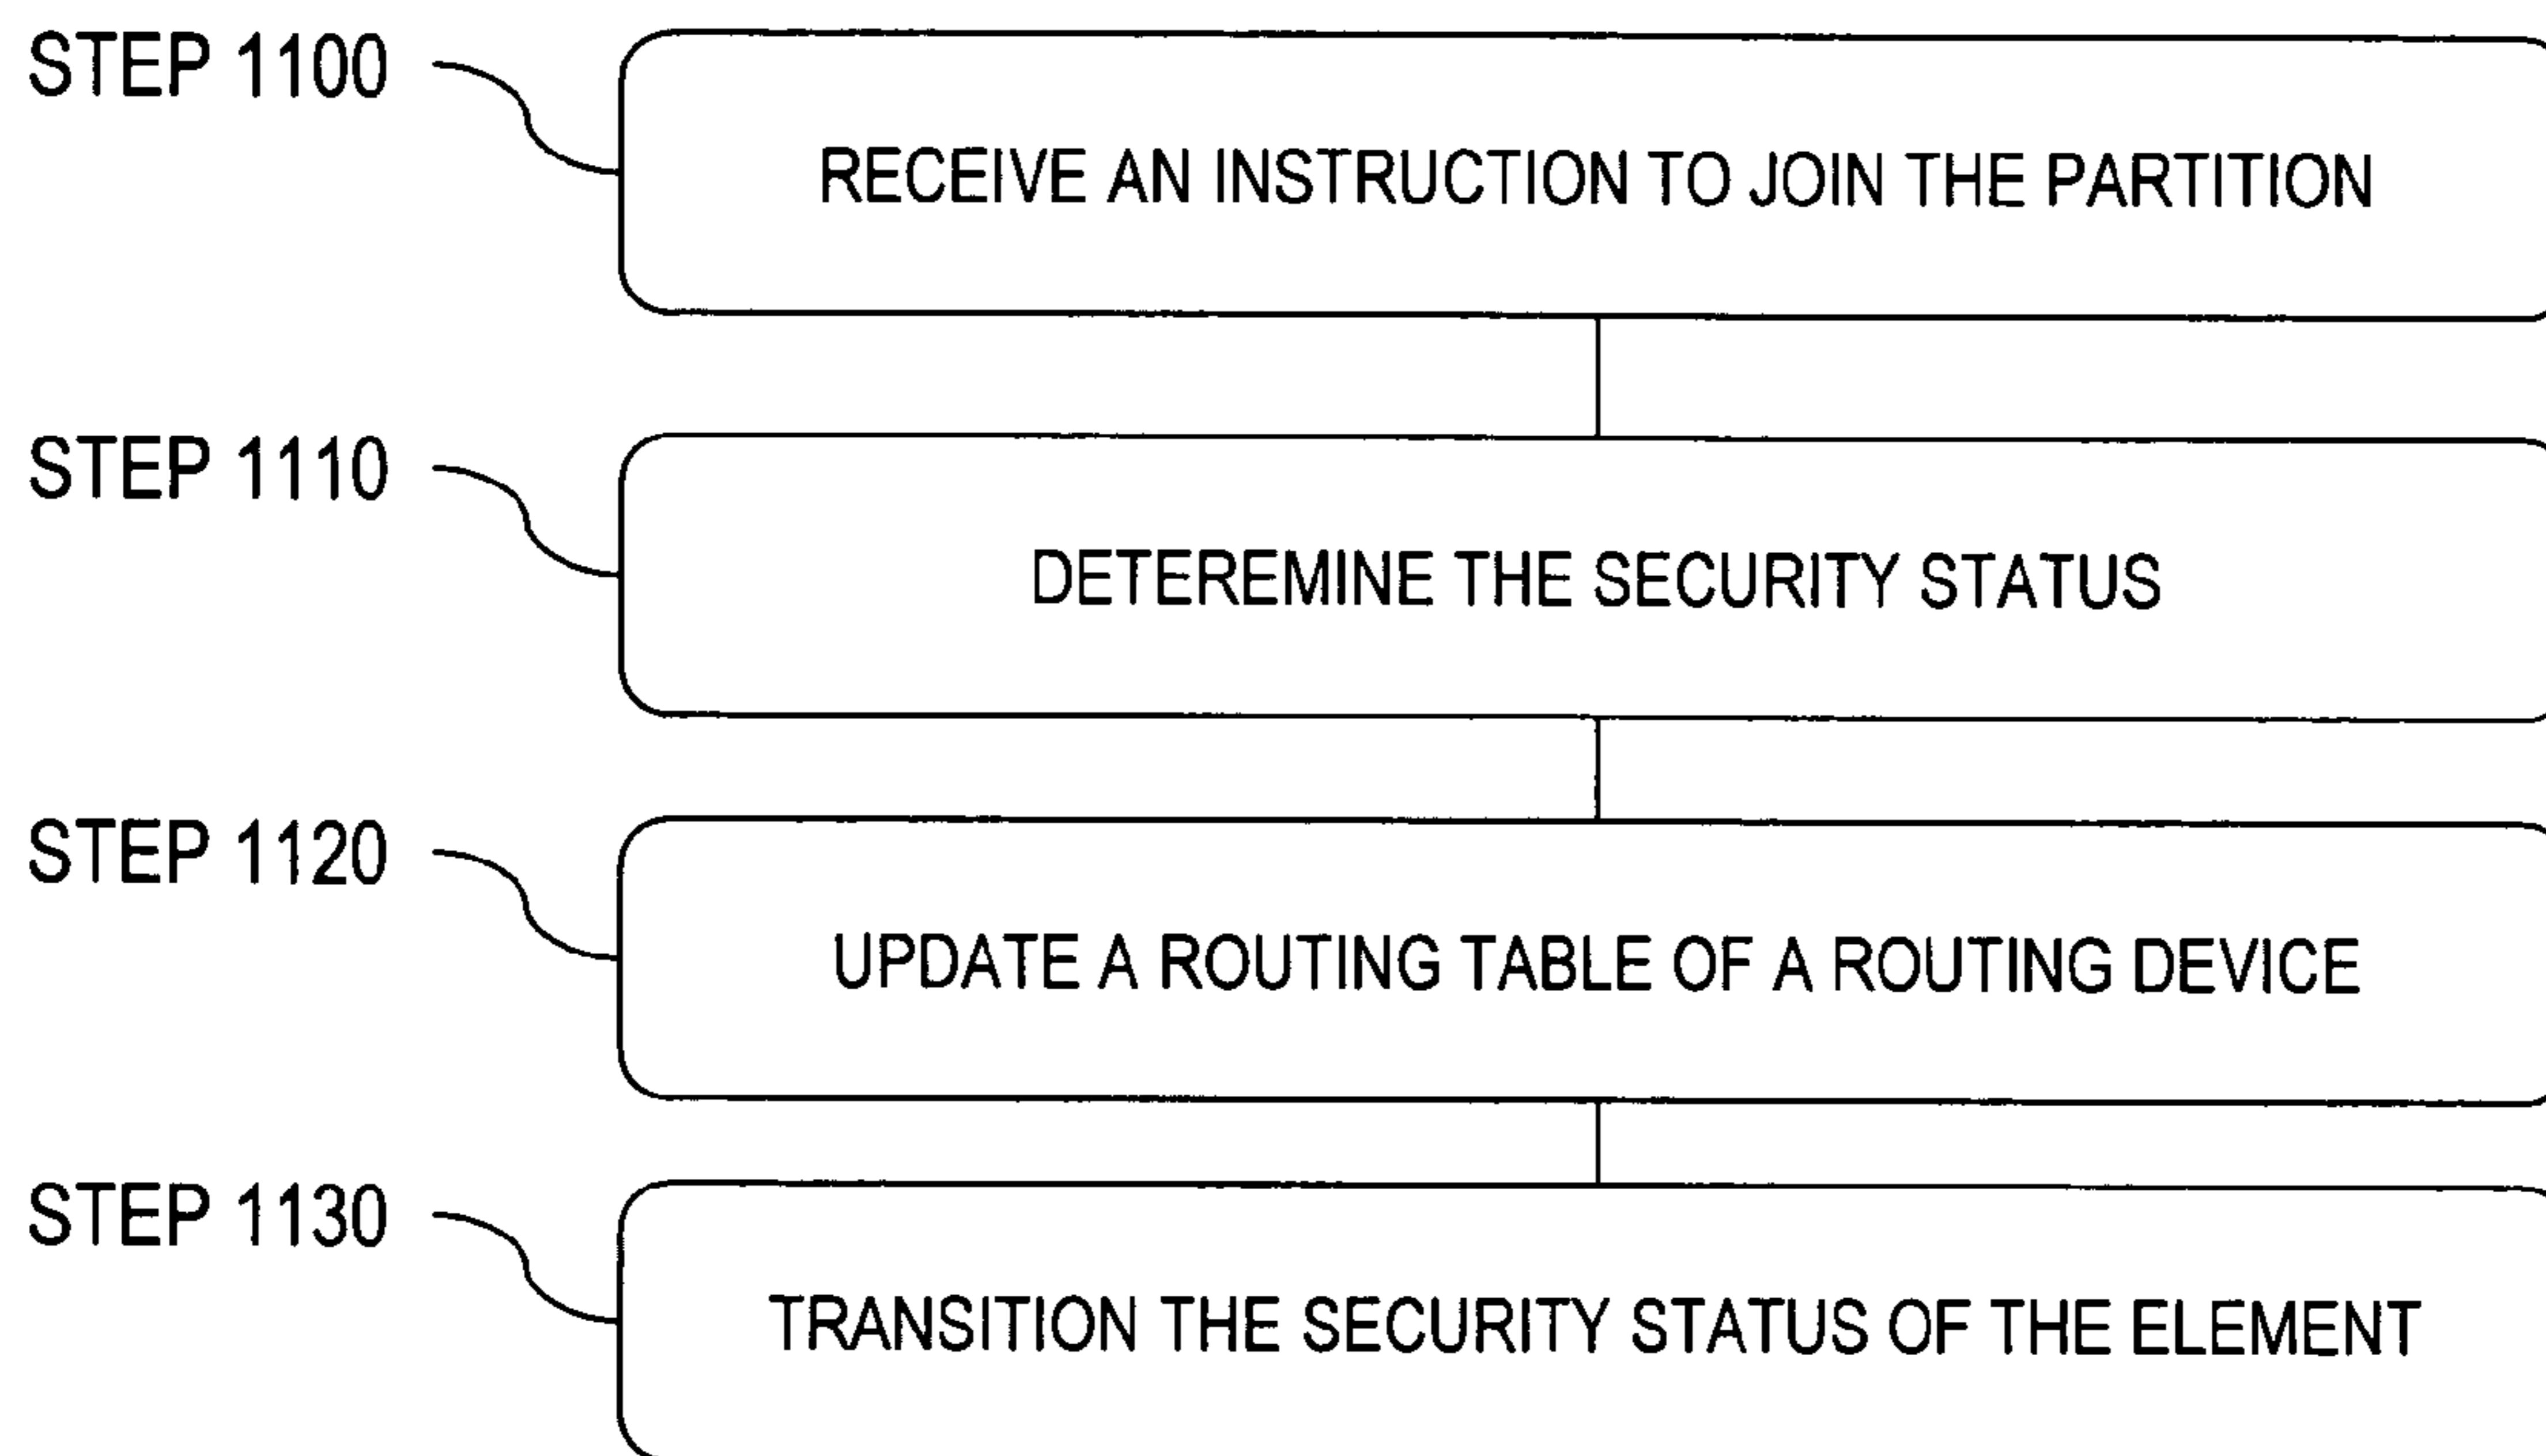 STEP 1100
RECEIVE AN INSTRUCTION TO JOIN THE PARTITION
STEP 1110
DETEREMINE THE SECURITY STATUS
STEP 1120
UPDATE A ROUTING TABLE OF A ROUTING DEVICE
STEP 1130
TRANSITION THE SECURITY STATUS OF THE ELEMENT